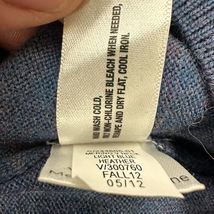 HAND WASH COLD,
NON-CHLORINE BLEACH WHEN NEEDED,
SHAPE AND DRY FLAT, COOL IRON.
LIGHT BLUE
HEATHER
V/300760
FALL12
05/12